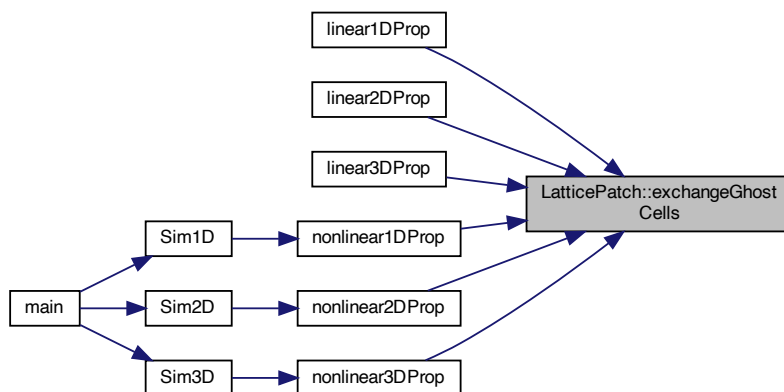 linear1DProp
linear2DProp
linear3DProp
LatticePatch::exchangeGhost
Cells
Sim1D
nonlinear1DProp
main
Sim2D
nonlinear2DProp
Sim3D
nonlinear3DProp